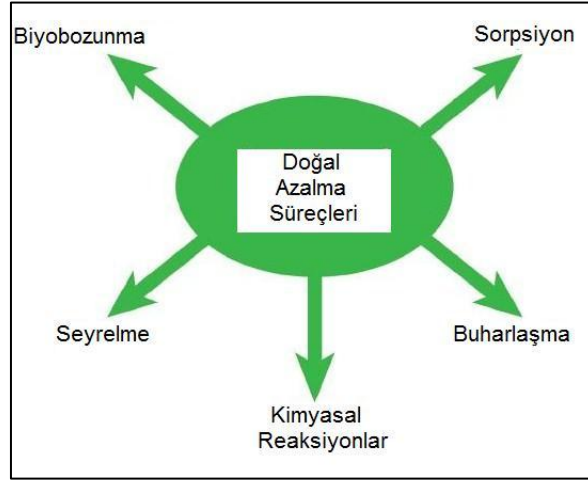 Biyobozunma
Sorpsiyon
Doğal
Azalma
Süreçleri
Seyrelme
Buharlaşma
Kimyasal
Reaksiyonlar